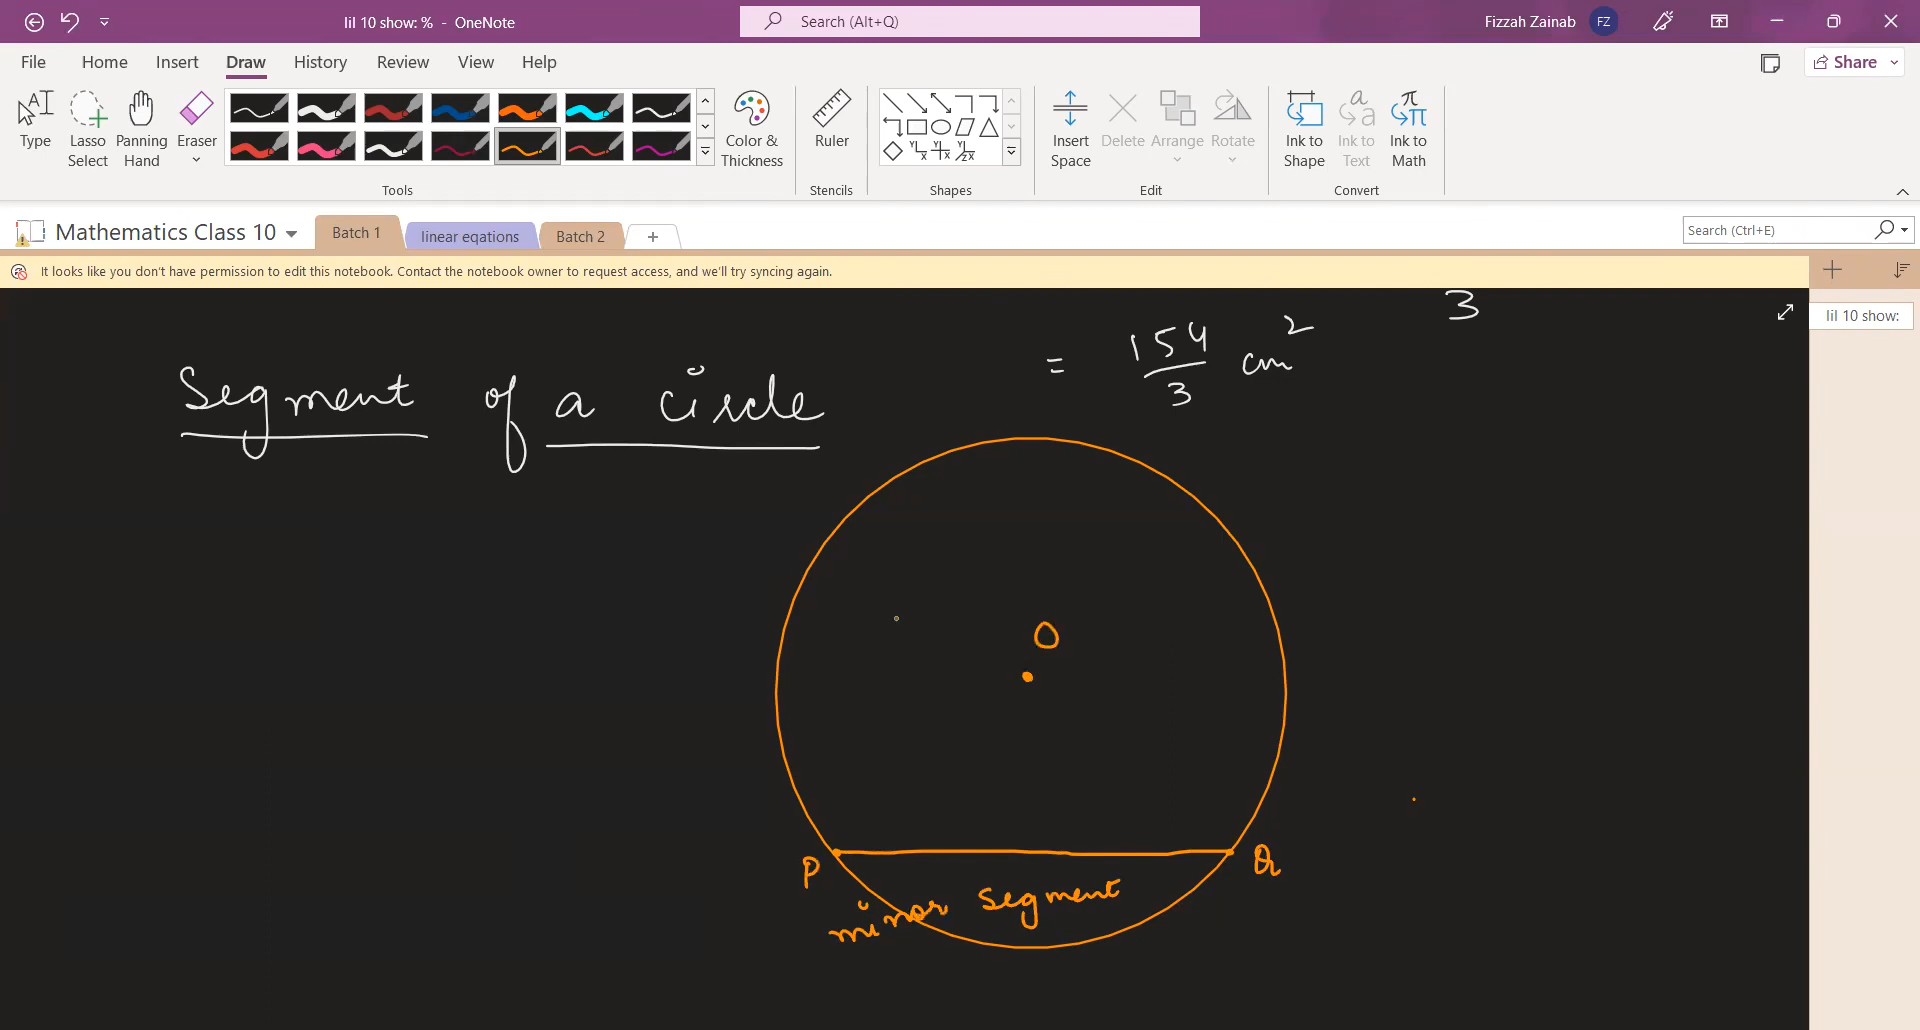 lil 10 show: % - OneNote
Search (Alt+Q)
Fizzah Zainab FZ
File Home Insert Draw History Review View Help
Share
Type
Lasso Select
Panning Hand
Eraser
Color & Thickness
Ruler
Insert Space
Delete
Arrange
Rotate
Ink to Shape
Ink to Text
Ink to Math
Tools
Stencils
Shapes
Edit
Convert
Mathematics Class 10
Batch 1
linear eqations
Batch 2
Search (Ctrl+E)
It looks like you don't have permission to edit this notebook. Contact the notebook owner to request access, and we'll try syncing again.
lil 10 show:
3
= 154/3 cm²
Segment of a circle
O
P
Q
minor segment